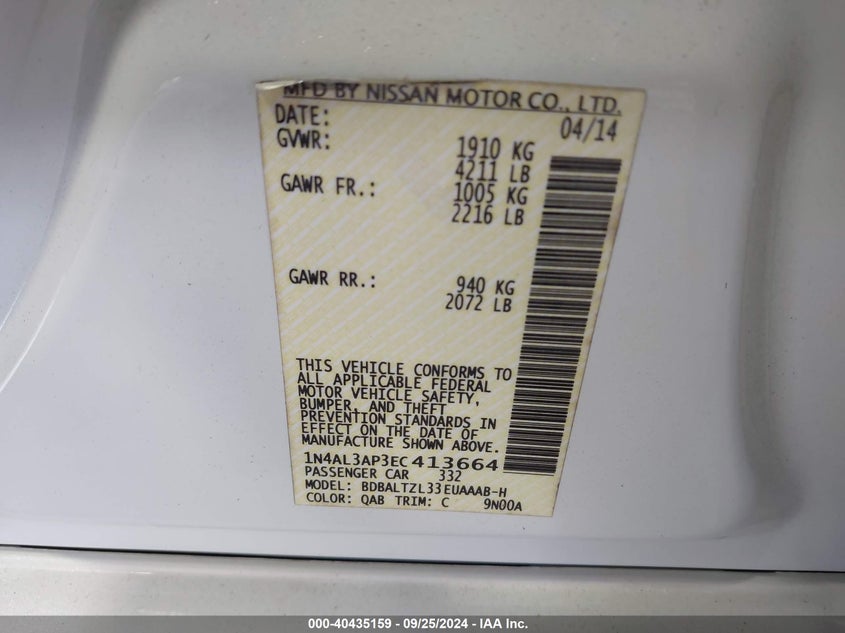 MFD BY NISSAN MOTOR CO., LTD.
DATE: 04/14
GVWR: 1910 KG
4211 LB
GAWR FR.: 1005 KG
2216 LB
GAWR RR.: 940 KG
2072 LB
THIS VEHICLE CONFORMS TO
ALL APPLICABLE FEDERAL
MOTOR VEHICLE SAFETY,
BUMPER, AND THEFT
PREVENTION STANDARDS IN
EFFECT ON THE DATE OF
MANUFACTURE SHOWN ABOVE.
1N4AL3AP3EC413664
PASSENGER CAR 332
MODEL: BDBALTZL33EUAAAB-H
COLOR: QAB TRIM: C 9N00A
000-40435159 - 09/25/2024 - IAA Inc.